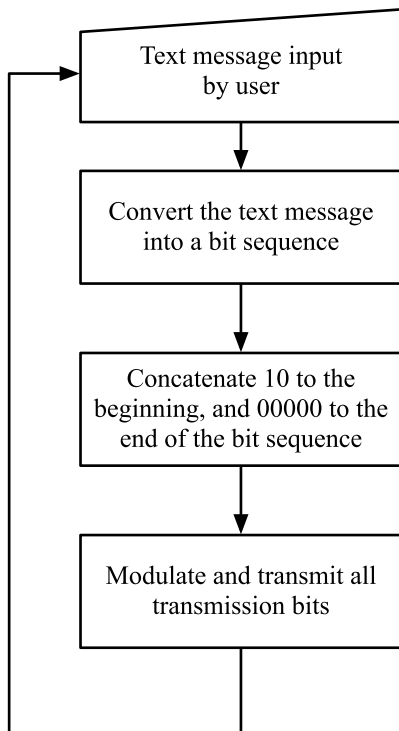 Text message input
by user
Convert the text message
into a bit sequence
Concatenate 10 to the
beginning, and 00000 to the
end of the bit sequence
Modulate and transmit all
transmission bits